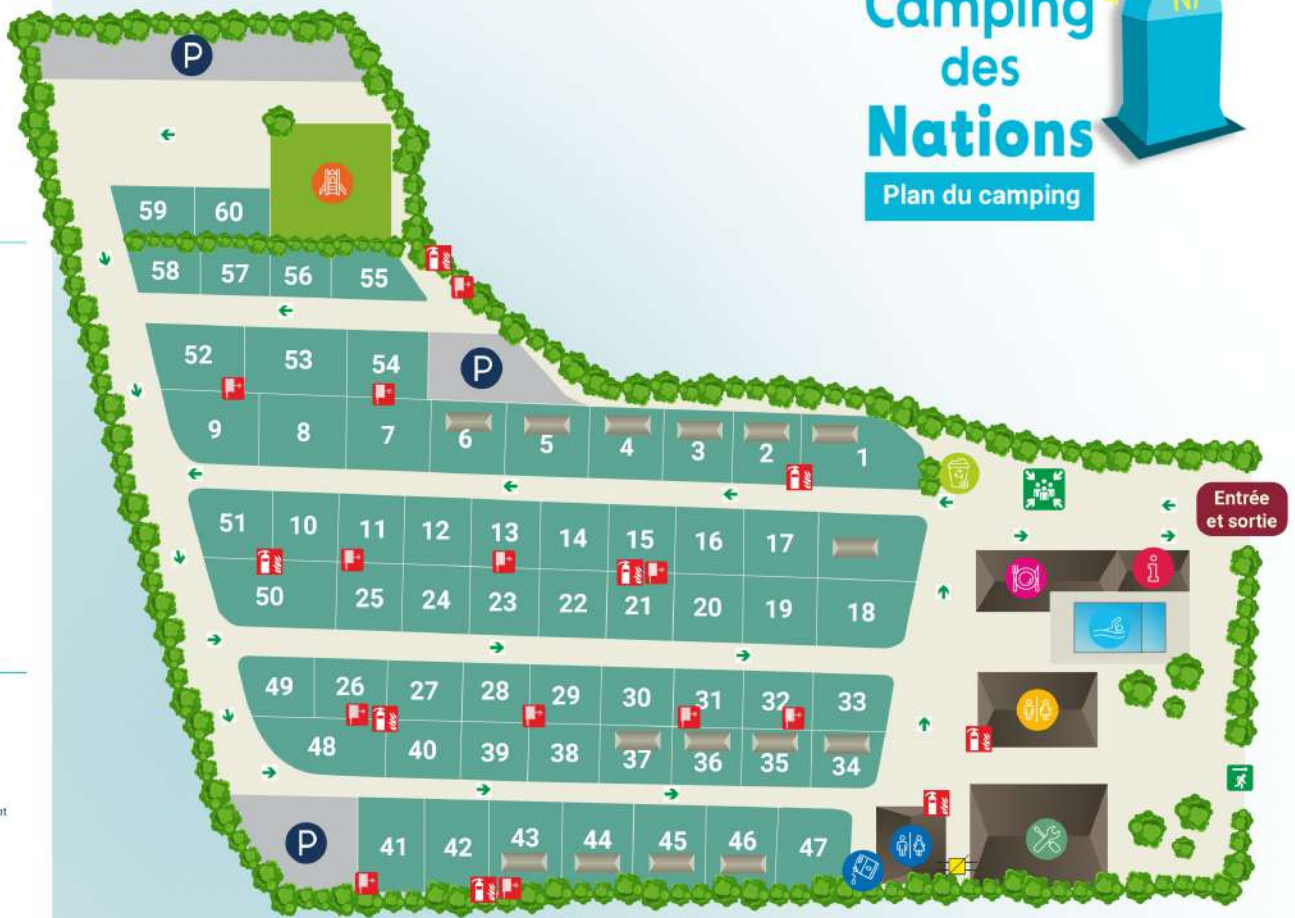 Camping
des
Nations
Plan du camping
P
59 60
58 57 56 55
52 53 54 P
9 8 7 6 5 4 3 2 1
Entrée
et sortie
51 10 11 12 13 14 15 16 17
50 25 24 23 22 21 20 19 18
i
49 26 27 28 29 30 31 32 33
48 40 39 38 37 36 35 34
P 41 42 43 44 45 46 47